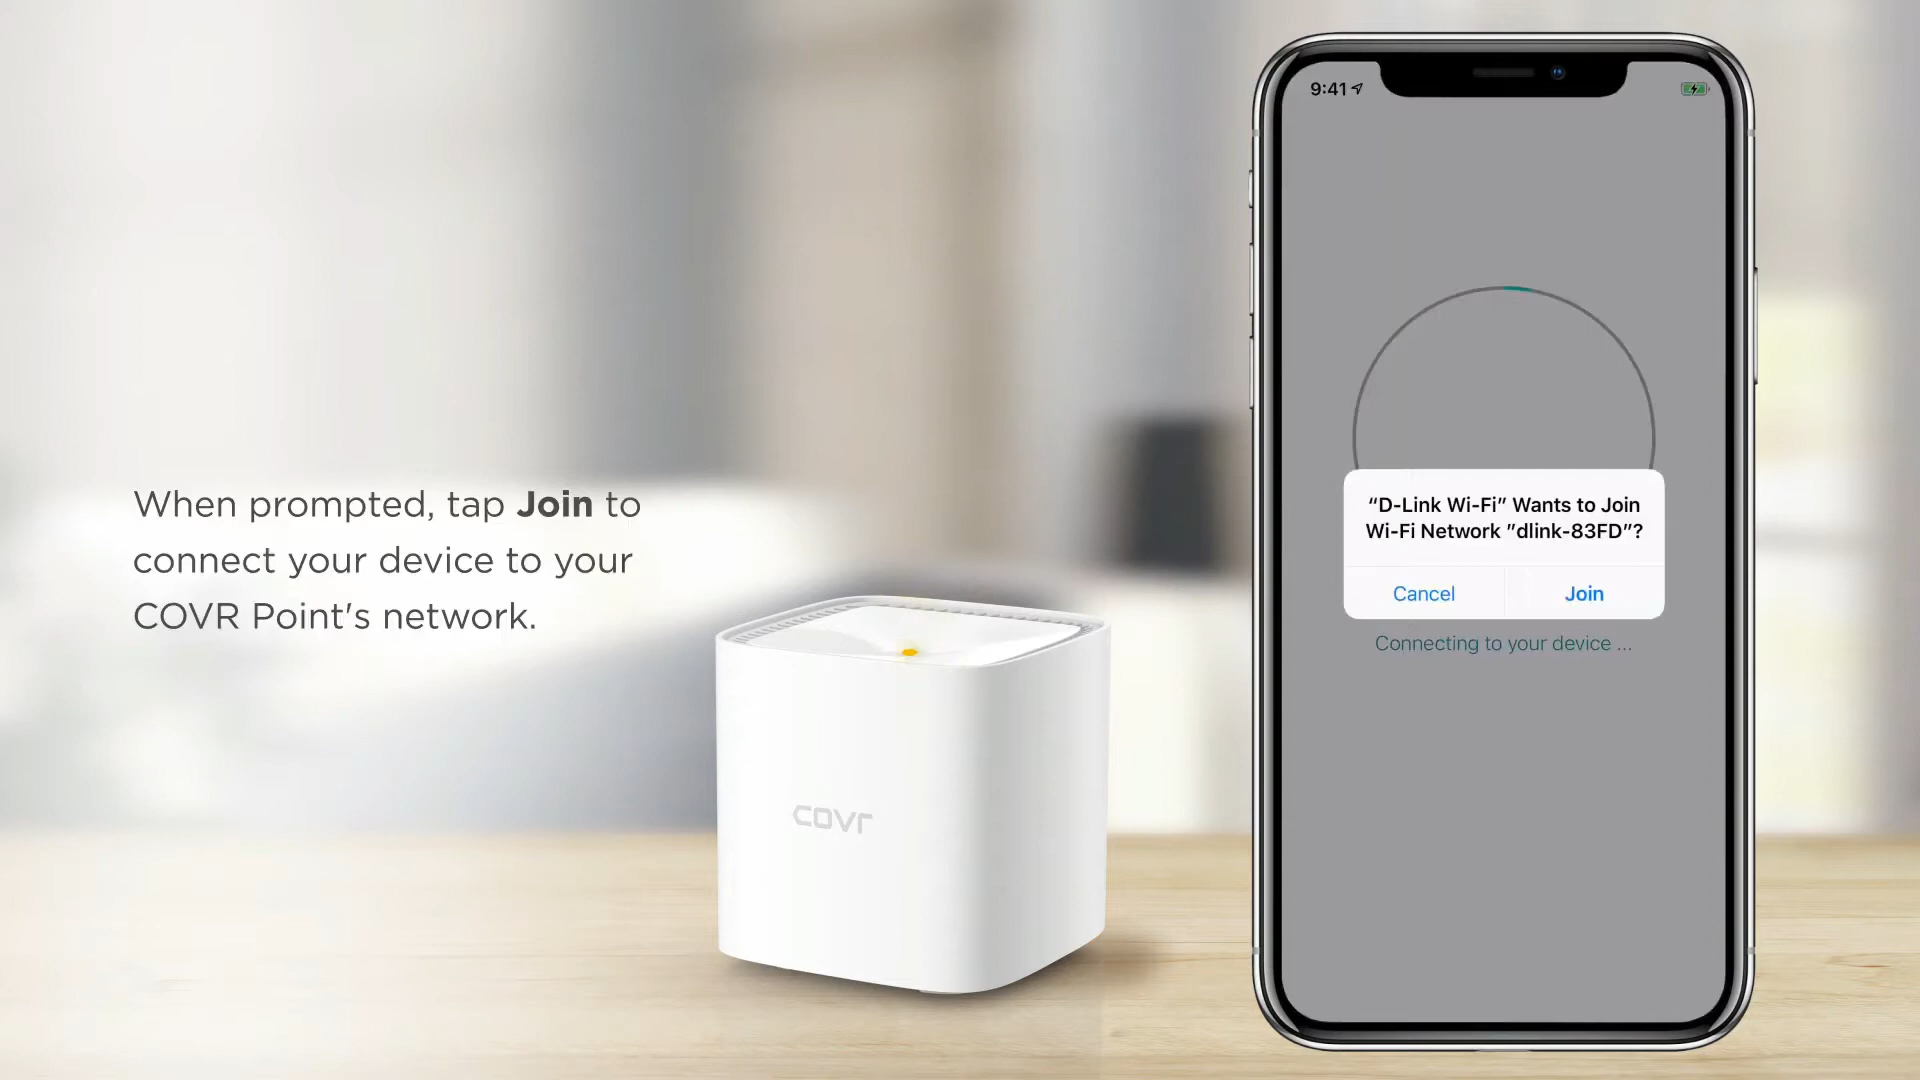 When prompted, tap Join to
connect your device to your
COVR Point's network.
covr
9:41
“D-Link Wi-Fi” Wants to Join
Wi-Fi Network "dlink-83FD”?
Cancel
Join
Connecting to your device ...